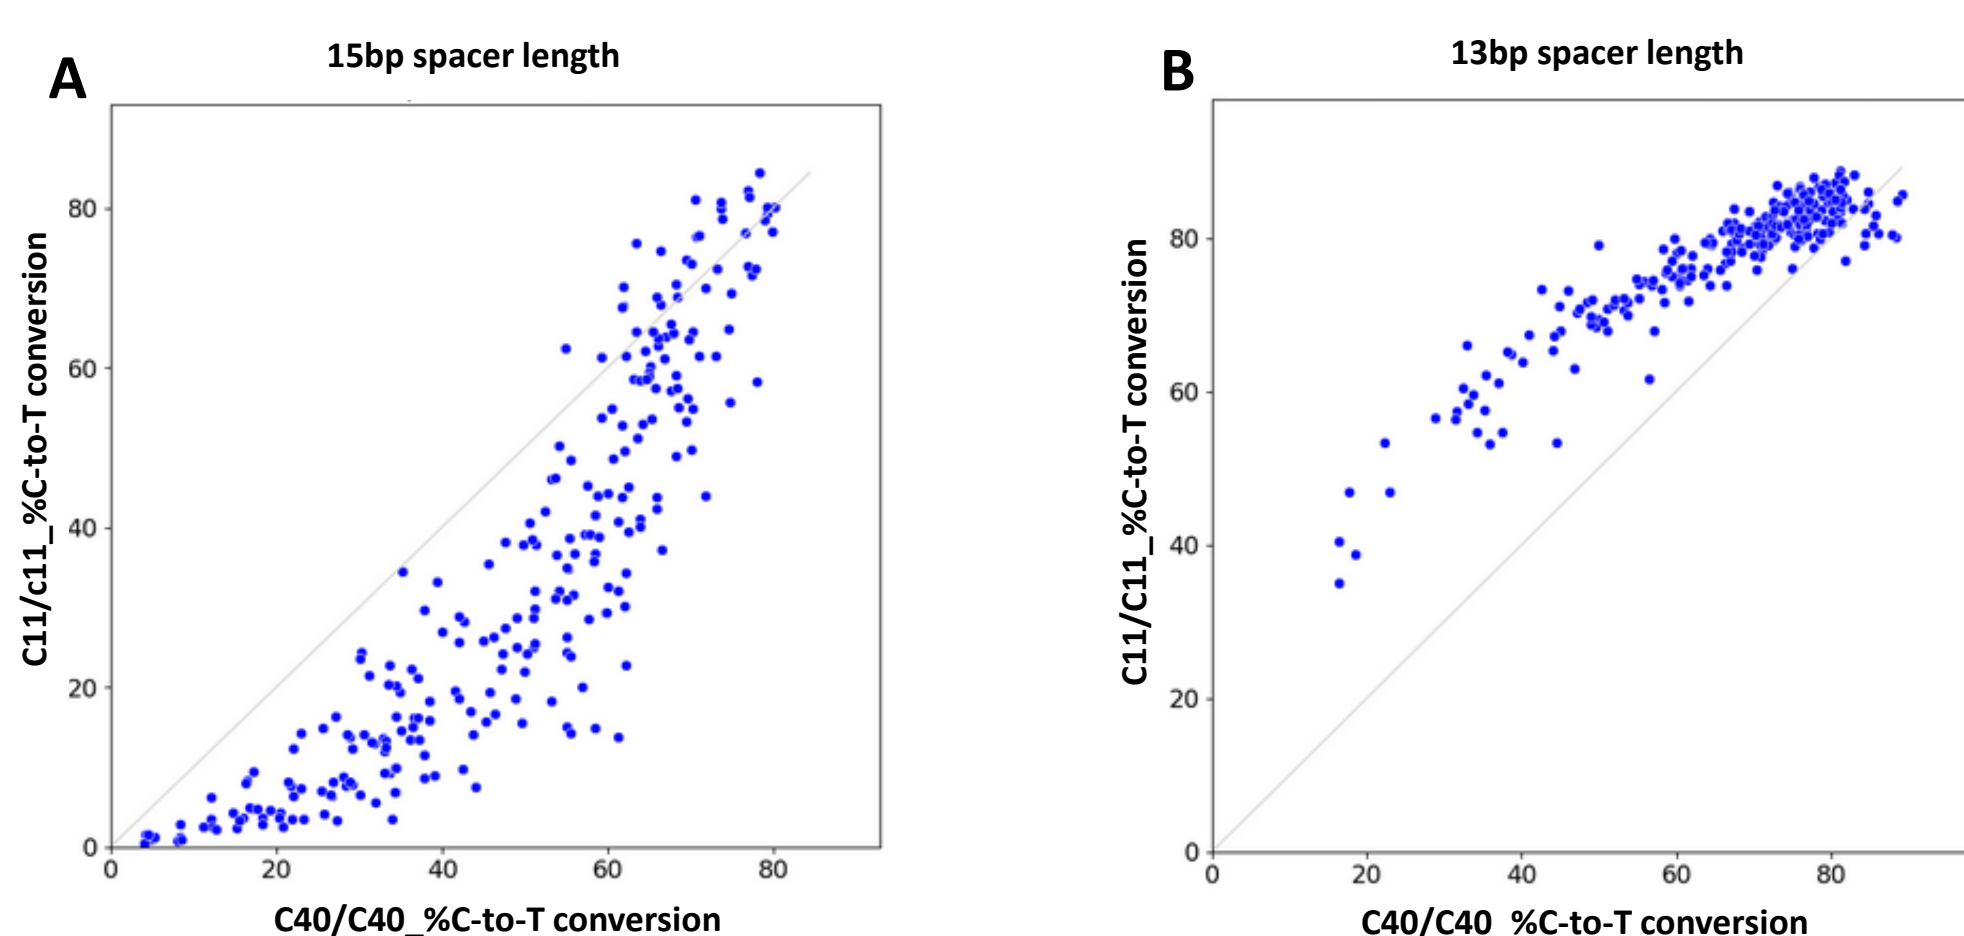 A
15bp spacer length
C11/c11_%C-to-T conversion
80
60
40
20
0
0 20 40 60 80
C40/C40_%C-to-T conversion
B
13bp spacer length
C11/C11_%C-to-T conversion
80
60
40
20
0
0 20 40 60 80
C40/C40_%C-to-T conversion